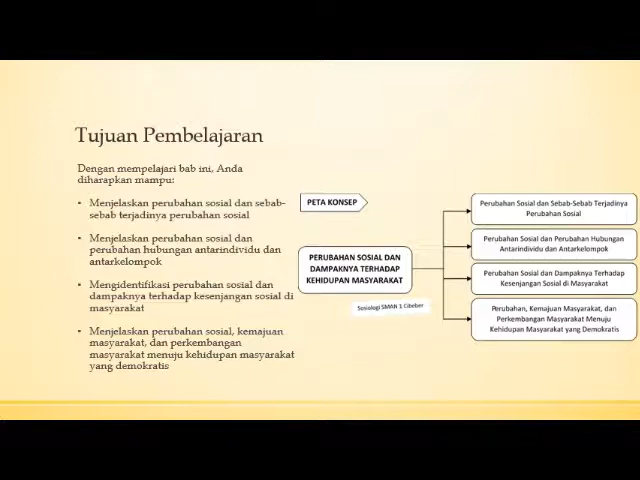 Tujuan Pembelajaran
Dengan mempelajari bab ini, Anda
diharapkan mampu:
• Menjelaskan perubahan sosial dan sebab-
sebab terjadinya perubahan sosial
• Menjelaskan perubahan sosial dan
perubahan hubungan antarindividu dan
antarkelompok
• Mengidentifikasi perubahan sosial dan
dampaknya terhadap kesenjangan sosial di
masyarakat
• Menjelaskan perubahan sosial, kemajuan
masyarakat, dan perkembangan
masyarakat menuju kehidupan masyarakat
yang demokratis
PETA KONSEP
PERUBAHAN SOSIAL DAN
DAMPAKNYA TERHADAP
KEHIDUPAN MASYARAKAT
Sosiologi SMAN 1 Cibeber
Perubahan Sosial dan Sebab-Sebab Terjadinya
Perubahan Sosial
Perubahan Sosial dan Perubahan Hubungan
Antarindividu dan Antarkelompok
Perubahan Sosial dan Dampaknya Terhadap
Kesenjangan Sosial di Masyarakat
Perubahan, Kemajuan Masyarakat, dan
Perkembangan Masyarakat Menuju
Kehidupan Masyarakat yang Demokratis